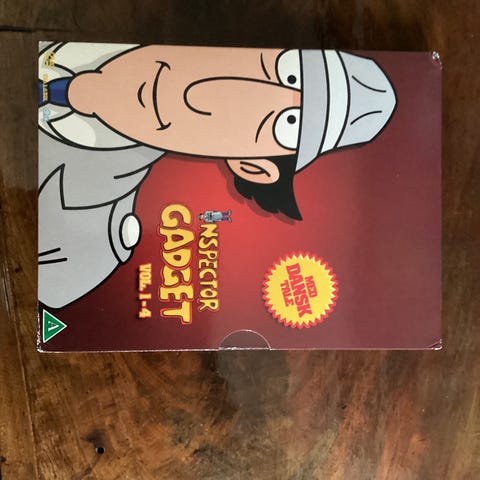 MED
DANSK
TALE
INSPECTOR
GADGET
VOL. 1-4
A